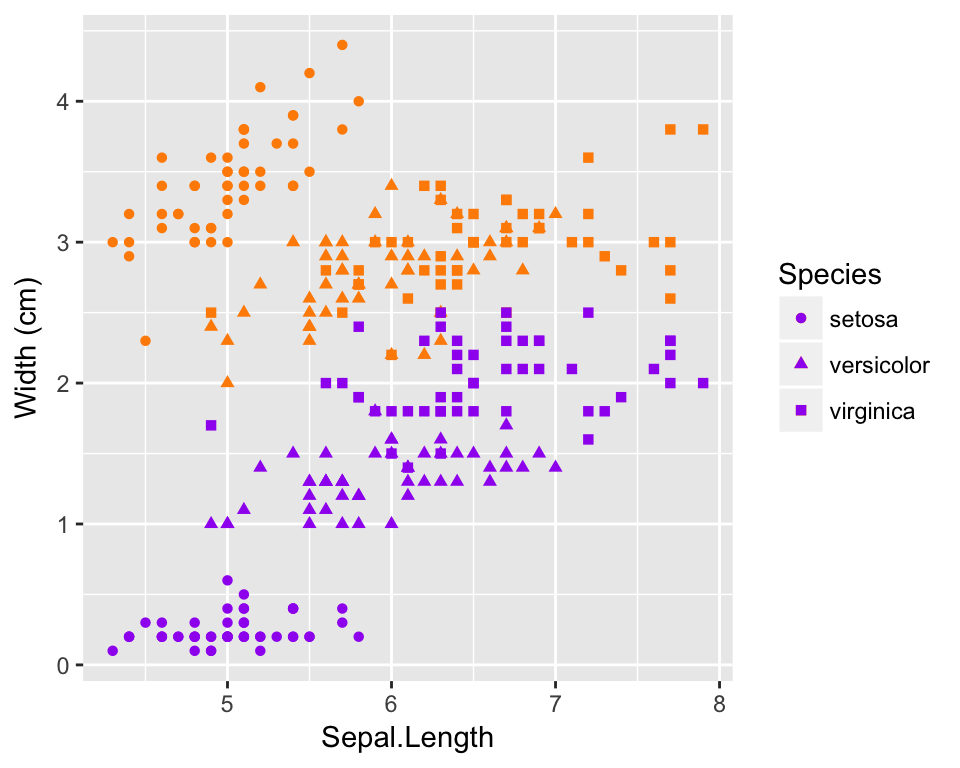 4
3
2
1
0
Width (cm)
5 6 7 8
Sepal.Length
Species
setosa
versicolor
virginica